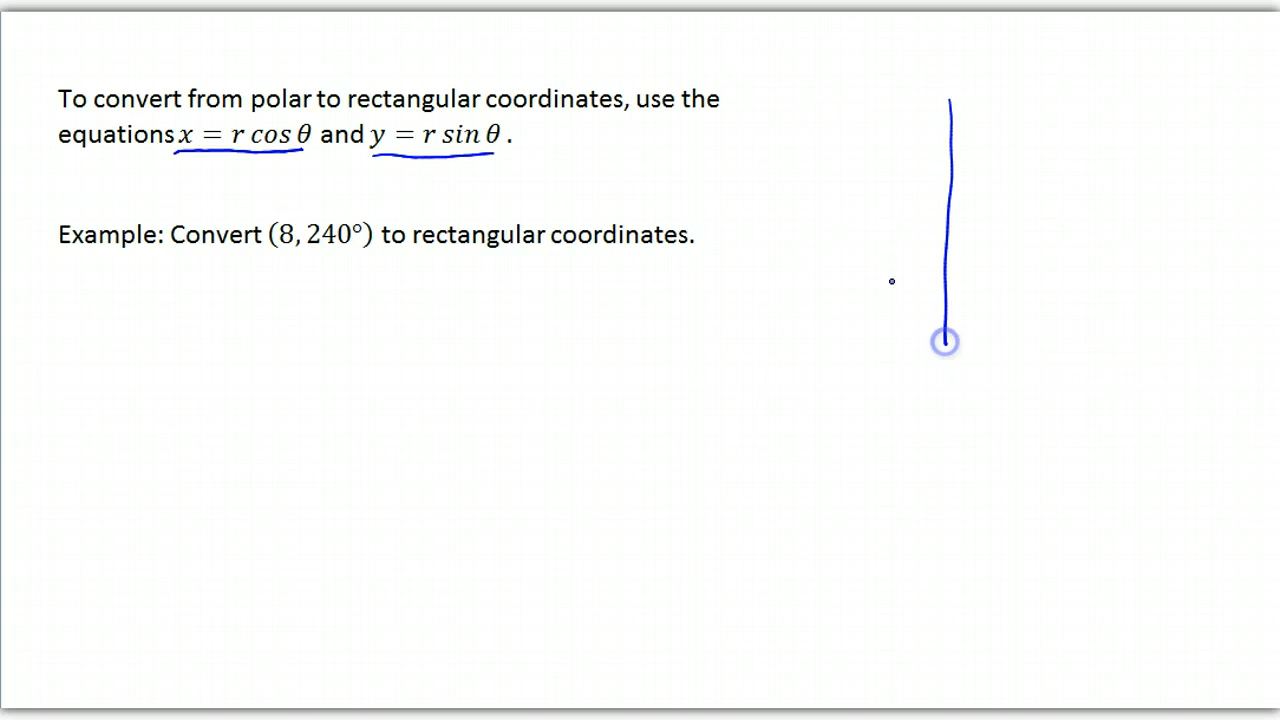 To convert from polar to rectangular coordinates, use the
equations x = r cos θ and y = r sin θ .
Example: Convert (8, 240°) to rectangular coordinates.